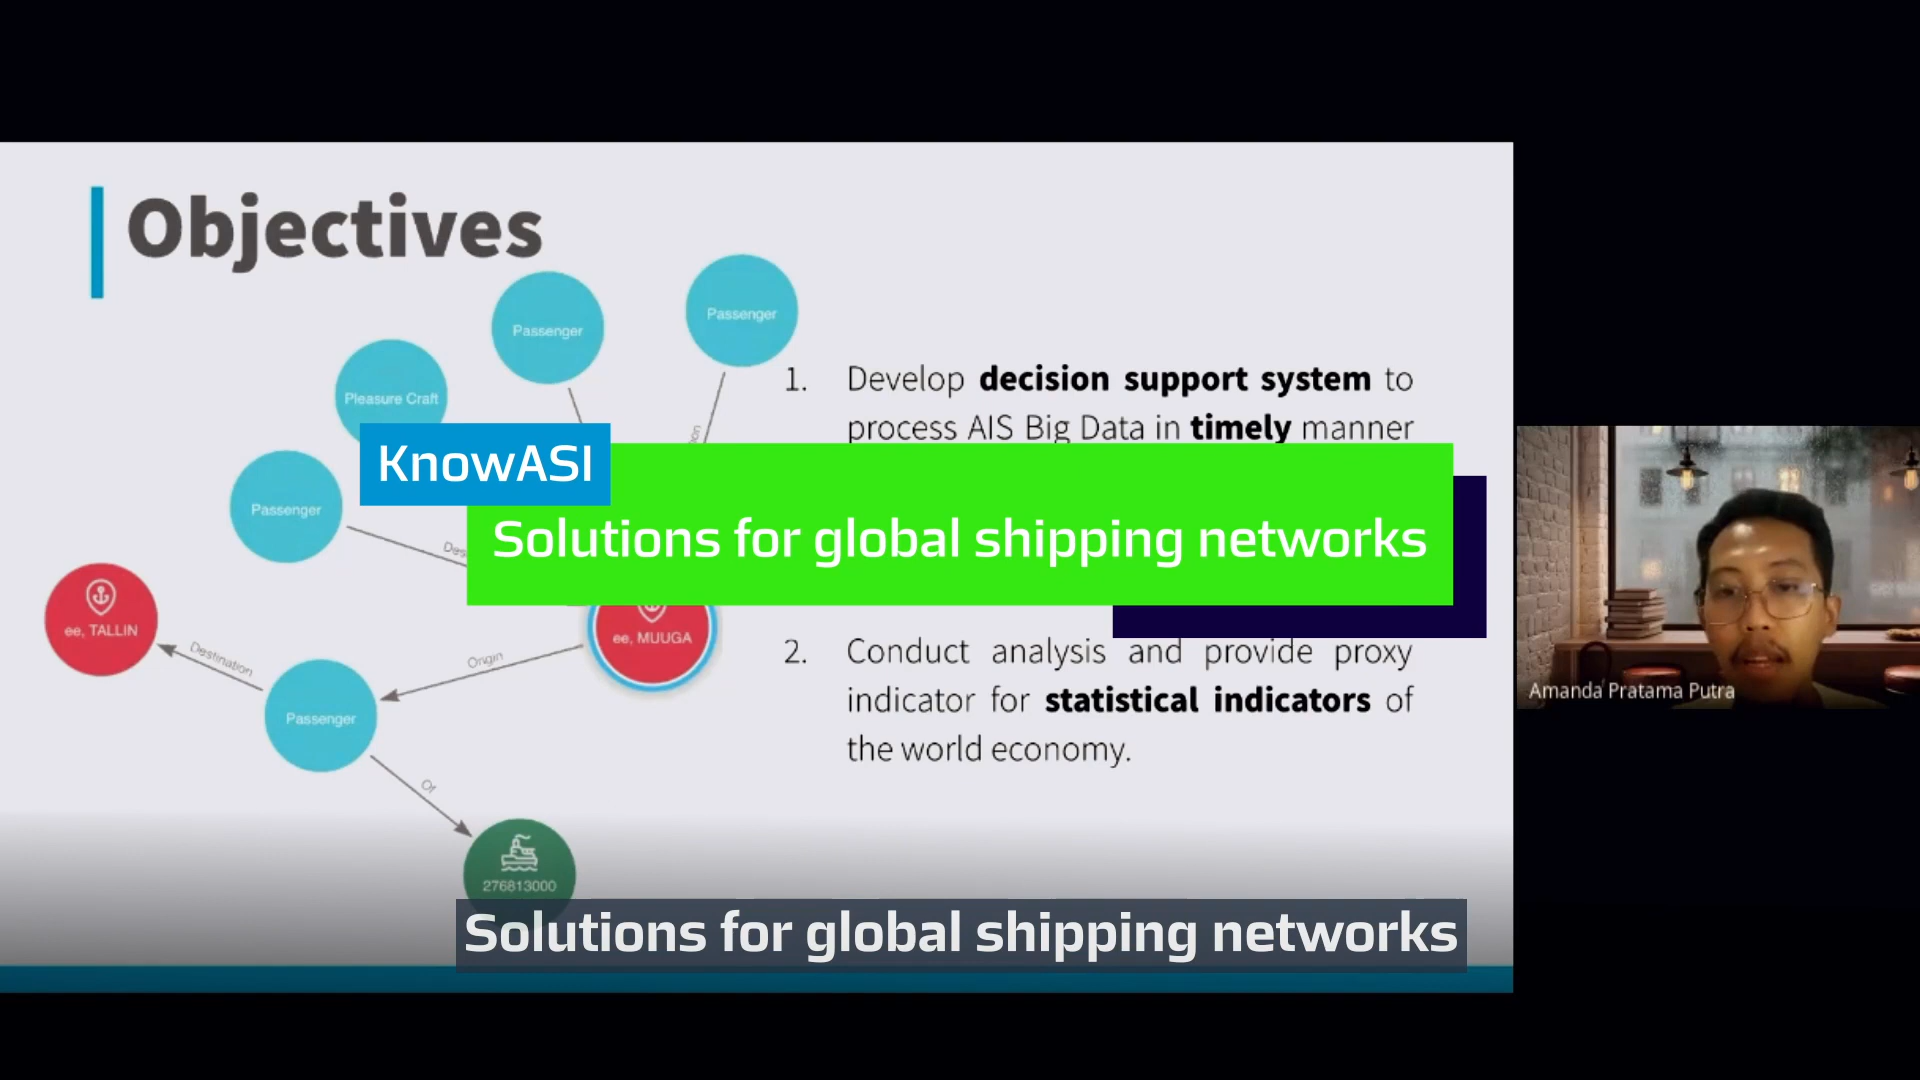 Objectives
Passenger
Passenger
Pleasure Craft
1. Develop decision support system to
process AIS Big Data in timely manner
KnowASI
Solutions for global shipping networks
Passenger
ee, TALLIN
ee, MUUGA
Destination
Origin
Passenger
Of
2. Conduct analysis and provide proxy
indicator for statistical indicators of
the world economy.
Amanda Pratama Putra
276813000
Solutions for global shipping networks